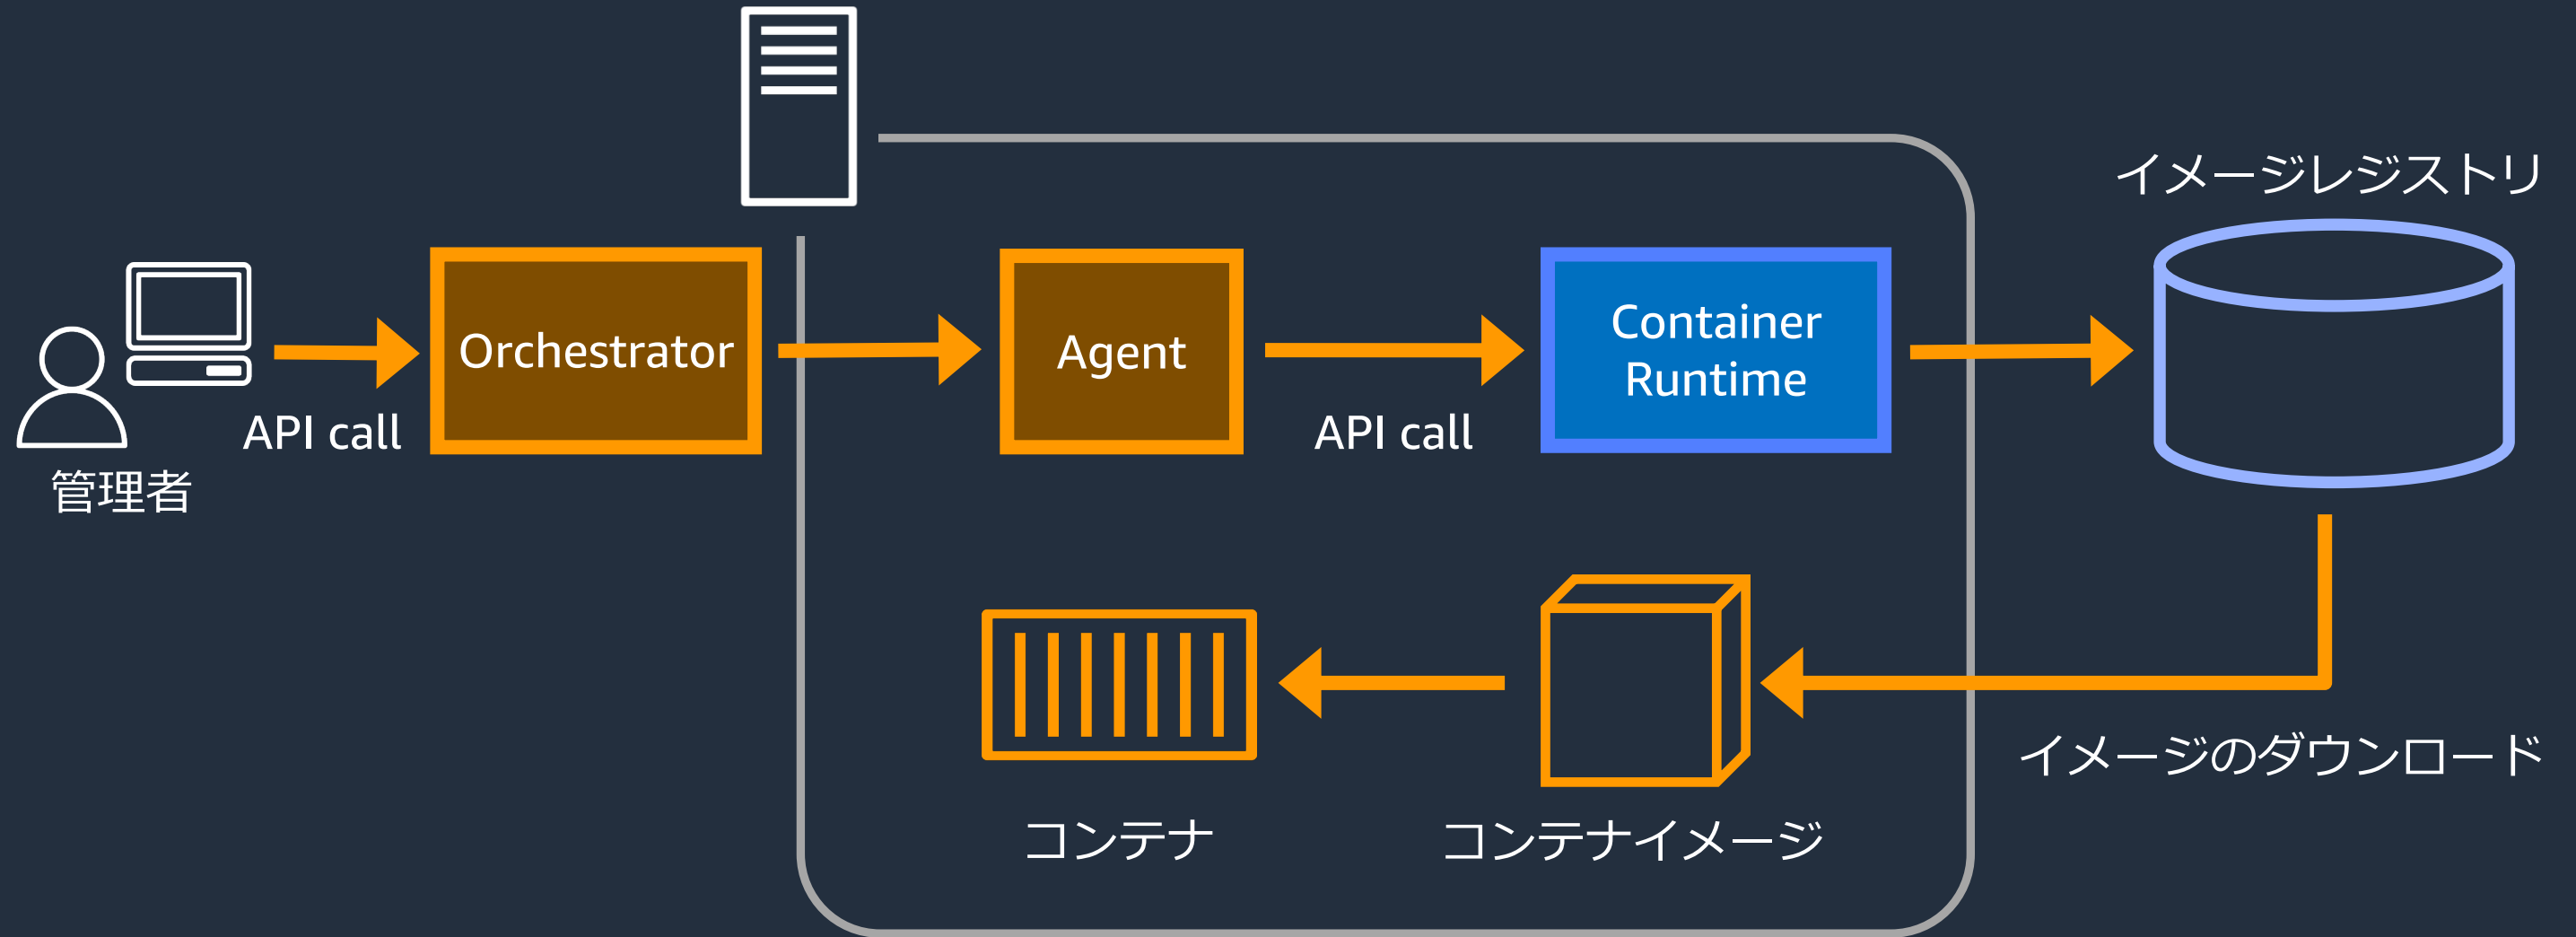 イメージレジストリ
Orchestrator
Agent
Container
Runtime
API call
API call
管理者
イメージのダウンロード
コンテナ
コンテナイメージ